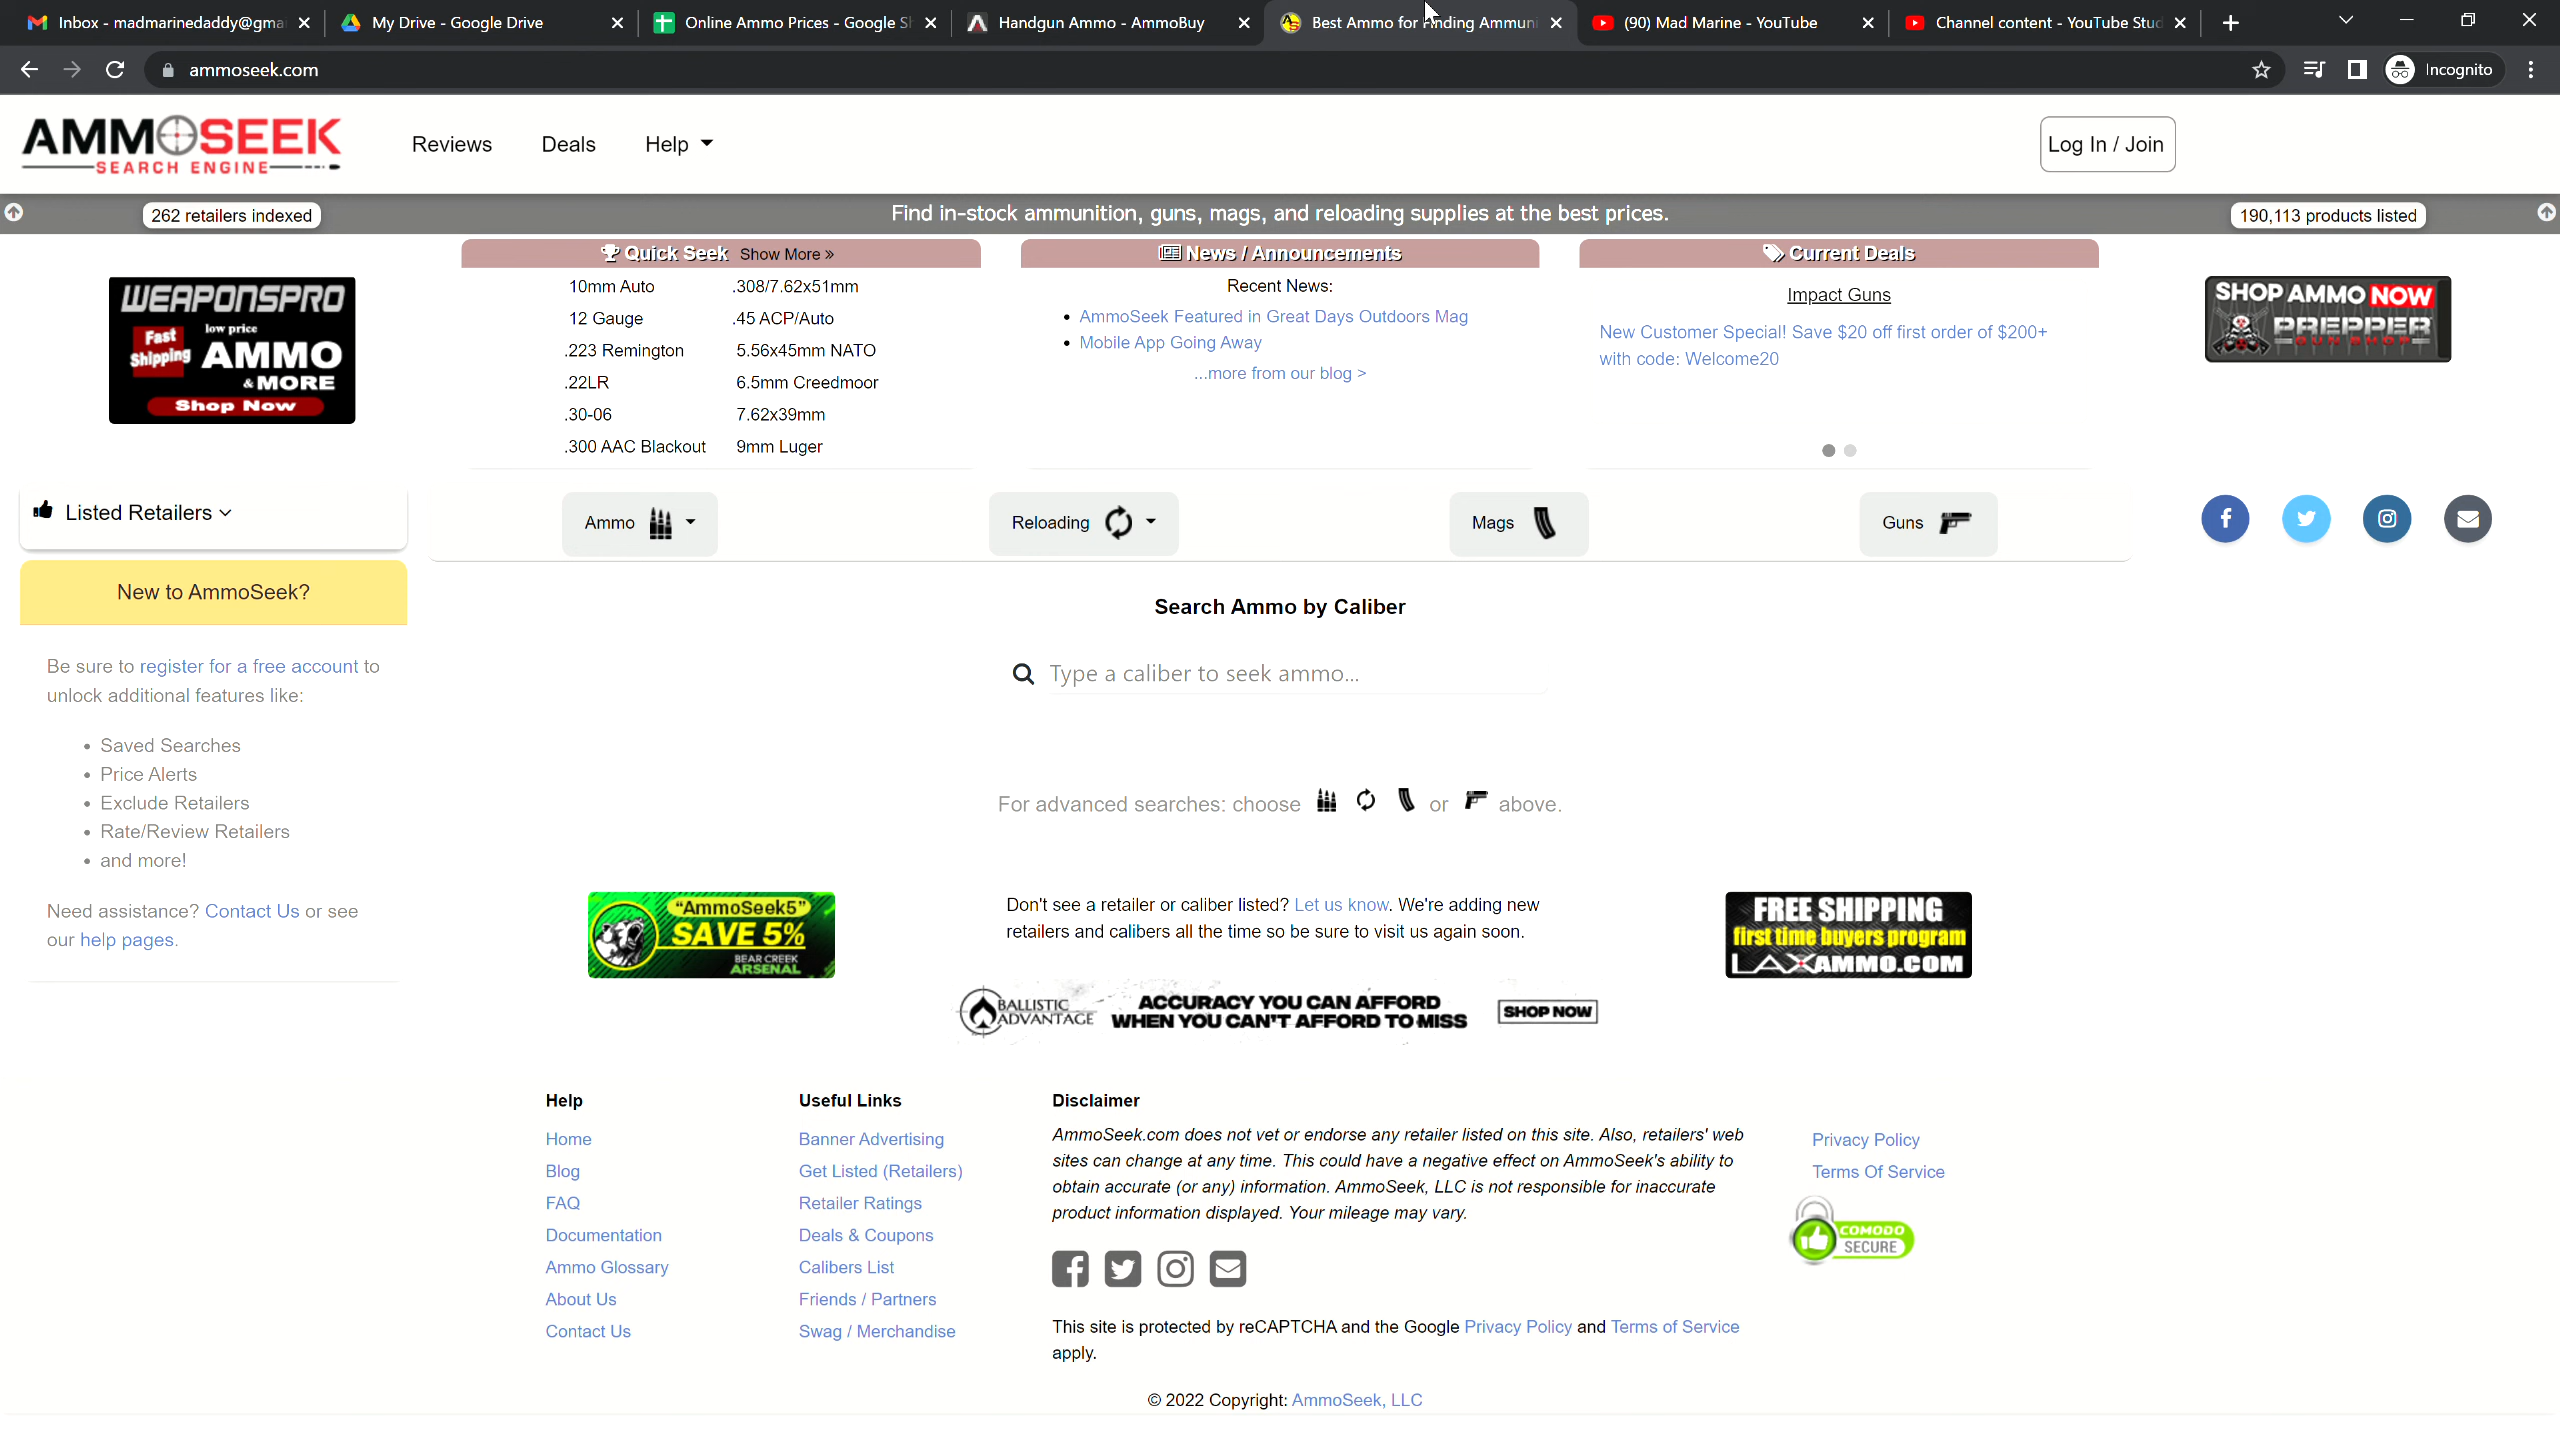 Inbox - madmarinedaddy@gma
My Drive - Google Drive
Online Ammo Prices - Google Sh
Handgun Ammo - AmmoBuy
Best Ammo for Finding Ammuni
(90) Mad Marine - YouTube
Channel content - YouTube Stud
ammoseek.com
Incognito
AMMOSEEK
SEARCH ENGINE
Reviews
Deals
Help
Log In / Join
262 retailers indexed
Find in-stock ammunition, guns, mags, and reloading supplies at the best prices.
190,113 products listed
WEAPONSPRO
Fast Shipping
low price
AMMO
& MORE
Shop Now
Quick Seek Show More »
10mm Auto .308/7.62x51mm
12 Gauge .45 ACP/Auto
.223 Remington 5.56x45mm NATO
.22LR 6.5mm Creedmoor
.30-06 7.62x39mm
.300 AAC Blackout 9mm Luger
News / Announcements
Recent News:
• AmmoSeek Featured in Great Days Outdoors Mag
• Mobile App Going Away
...more from our blog >
Current Deals
Impact Guns
New Customer Special! Save $20 off first order of $200+
with code: Welcome20
SHOP AMMO NOW
PREPPER
GUN SHOP
Listed Retailers
Ammo
Reloading
Mags
Guns
New to AmmoSeek?
Be sure to register for a free account to
unlock additional features like:
• Saved Searches
• Price Alerts
• Exclude Retailers
• Rate/Review Retailers
• and more!
Need assistance? Contact Us or see
our help pages.
Search Ammo by Caliber
Type a caliber to seek ammo...
For advanced searches: choose or above.
"AmmoSeek5"
SAVE 5%
BEAR CREEK
ARSENAL
Don't see a retailer or caliber listed? Let us know. We're adding new
retailers and calibers all the time so be sure to visit us again soon.
FREE SHIPPING
first time buyers program
LAXAMMO.COM
BALLISTIC
ADVANTAGE
ACCURACY YOU CAN AFFORD
WHEN YOU CAN'T AFFORD TO MISS
SHOP NOW
Help
Home
Blog
FAQ
Documentation
Ammo Glossary
About Us
Contact Us
Useful Links
Banner Advertising
Get Listed (Retailers)
Retailer Ratings
Deals & Coupons
Calibers List
Friends / Partners
Swag / Merchandise
Disclaimer
AmmoSeek.com does not vet or endorse any retailer listed on this site. Also, retailers' web
sites can change at any time. This could have a negative effect on AmmoSeek's ability to
obtain accurate (or any) information. AmmoSeek, LLC is not responsible for inaccurate
product information displayed. Your mileage may vary.
This site is protected by reCAPTCHA and the Google Privacy Policy and Terms of Service
apply.
Privacy Policy
Terms Of Service
COMODO
SECURE
© 2022 Copyright: AmmoSeek, LLC